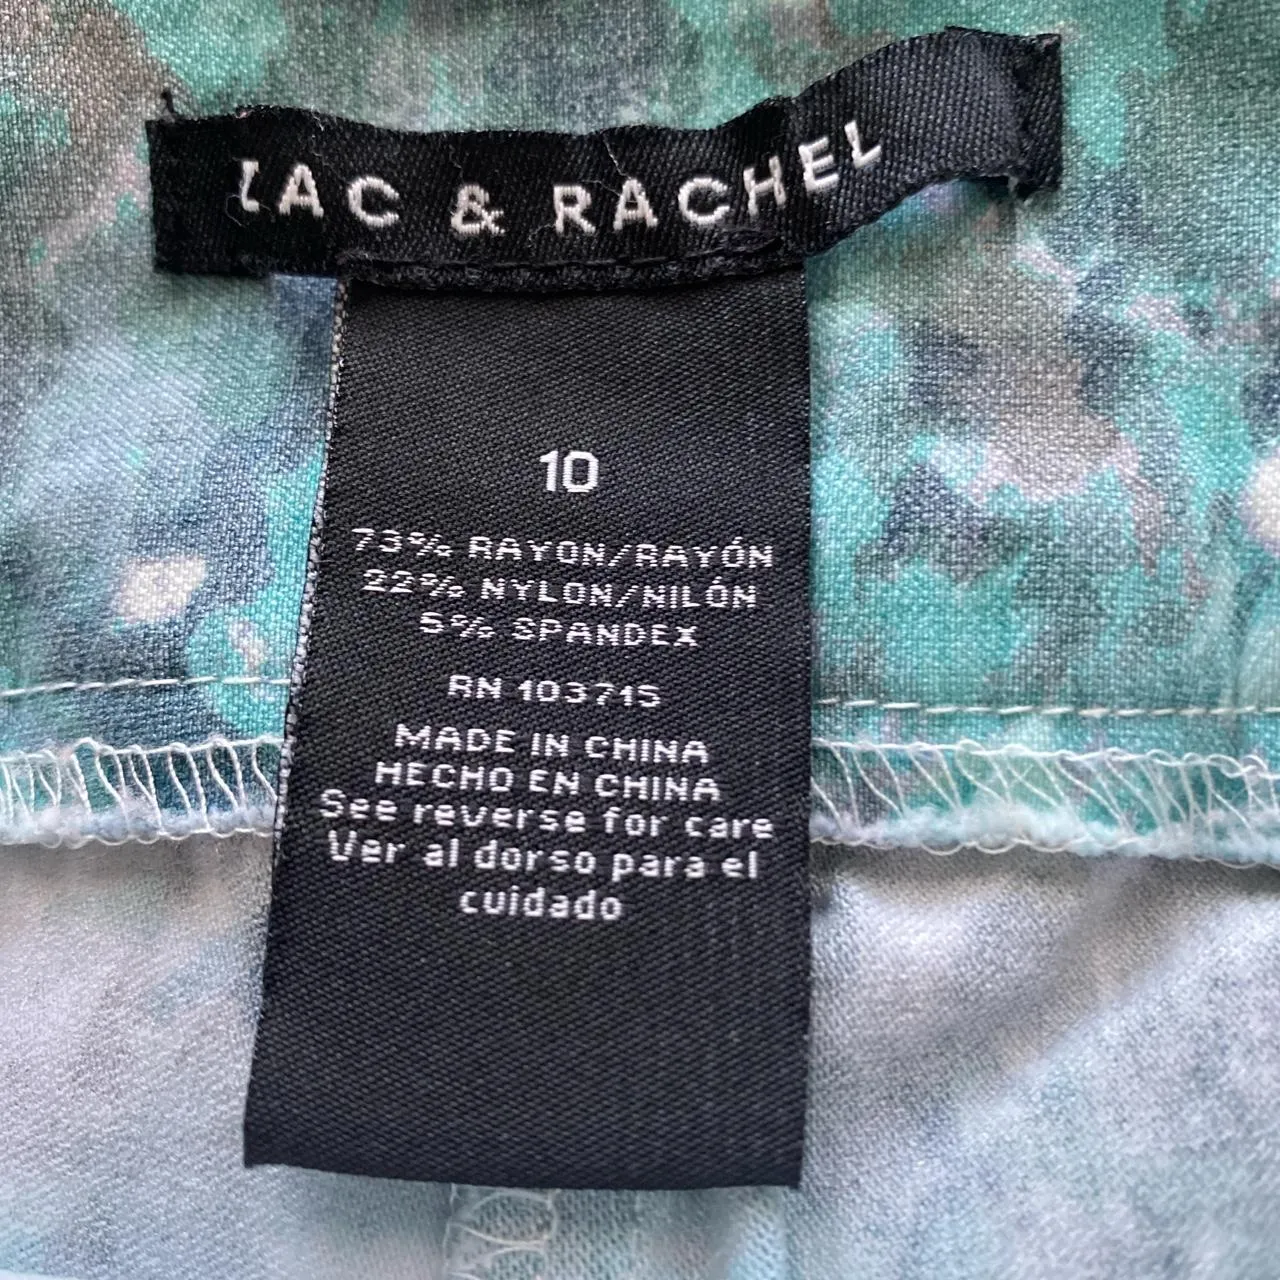 ZAC & RACHEL
10
73% RAYON/RAYÓN
22% NYLON/NILÓN
5% SPANDEX
RN 103715
MADE IN CHINA
HECHO EN CHINA
See reverse for care
Ver al dorso para el
cuidado